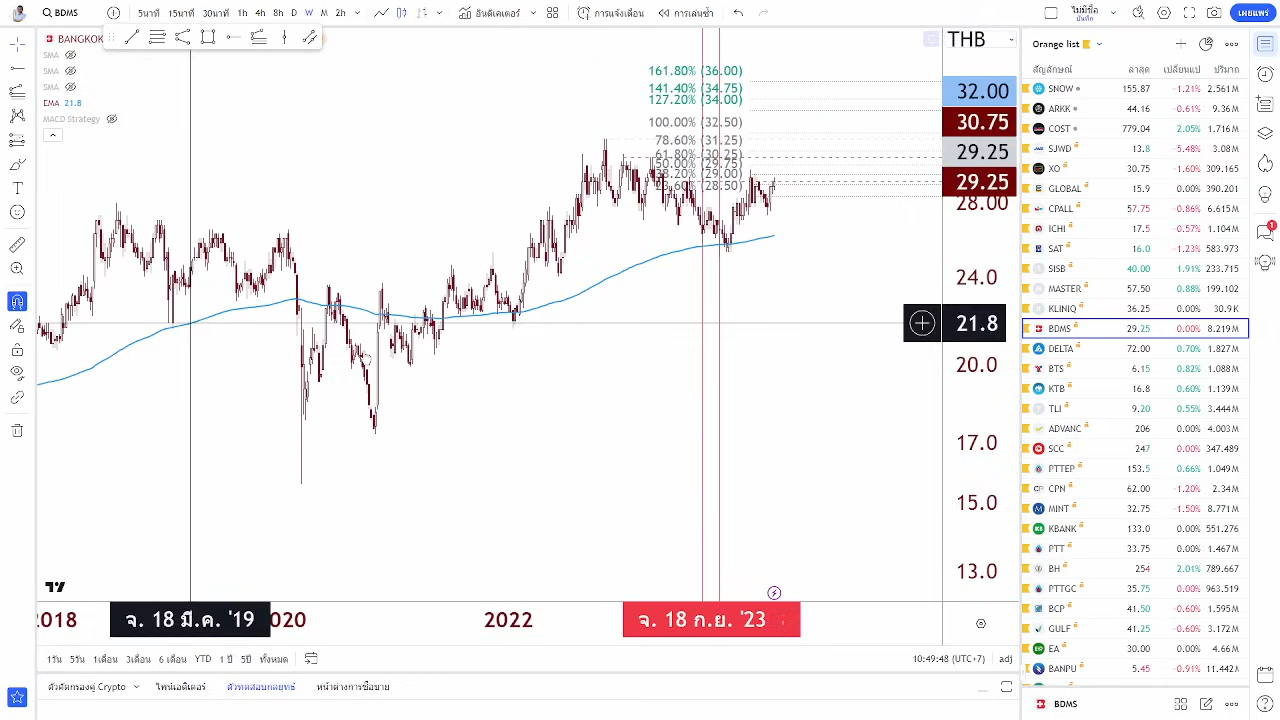 BDMS
5นาที 15นาที 30นาที 1h 4h 8h D W M 2h
อินดิเคเตอร์
การแจ้งเตือน
การเล่นซ้ำ
ไม่มีชื่อ
บันทึก
เผยแพร่
BANGKOK
SMA
SMA
SMA
EMA 21.8
MACD Strategy
THB
161.80% (36.00)
141.40% (34.75)
127.20% (34.00)
100.00% (32.50)
78.60% (31.25)
61.80% (30.25)
50.00% (29.75)
38.20% (29.00)
23.60% (28.50)
32.00
30.75
29.25
29.25
28.00
24.0
21.8
20.0
17.0
15.0
13.0
2018
จ. 18 มี.ค. '19
2020
2022
จ. 18 ก.ย. '23
1วัน 5วัน 1เดือน 3เดือน 6 เดือน YTD 1 ปี 5ปี ทั้งหมด
10:49:48 (UTC+7) adj
ตัวคัดกรองคู่ Crypto ไพน์เอดิเตอร์ ตัวทดสอบกลยุทธ์ หน้าต่างการซื้อขาย
Orange list
สัญลักษณ์ ล่าสุด เปลี่ยนแป ปริมาณ
SNOW 155.87 −1.21% 2.561M
ARKK 44.16 −0.61% 9.36M
COST 779.04 2.05% 1.716M
SJWD 13.8 −5.48% 3.08M
XO 30.75 −1.60% 309.165
GLOBAL 15.9 0.00% 390.201
CPALL 57.75 −0.86% 6.615M
ICHI 17.5 −0.57% 1.104M
SAT 16.0 −1.23% 583.973
SISB 40.00 1.91% 233.715
MASTER 57.50 0.88% 199.102
KLINIQ 36.25 0.00% 30.9K
BDMS 29.25 0.00% 8.219M
DELTA 72.00 0.70% 1.827M
BTS 6.15 0.82% 1.088M
KTB 16.8 0.60% 1.139M
TLI 9.20 0.55% 3.444M
ADVANC 206 0.00% 4.003M
SCC 247 0.00% 347.489
PTTEP 153.5 0.66% 1.049M
CPN 62.00 −1.20% 2.34M
MINT 32.75 −1.50% 8.771M
KBANK 133.0 0.00% 551.276
PTT 33.75 0.00% 1.467M
BH 254 2.01% 789.667
PTTGC 35.75 0.00% 963.519
BCP 41.50 −0.60% 1.595M
GULF 41.25 −0.60% 3.172M
EA 30.00 0.00% 4.66M
BANPU 5.45 −0.91% 11.442M
BDMS